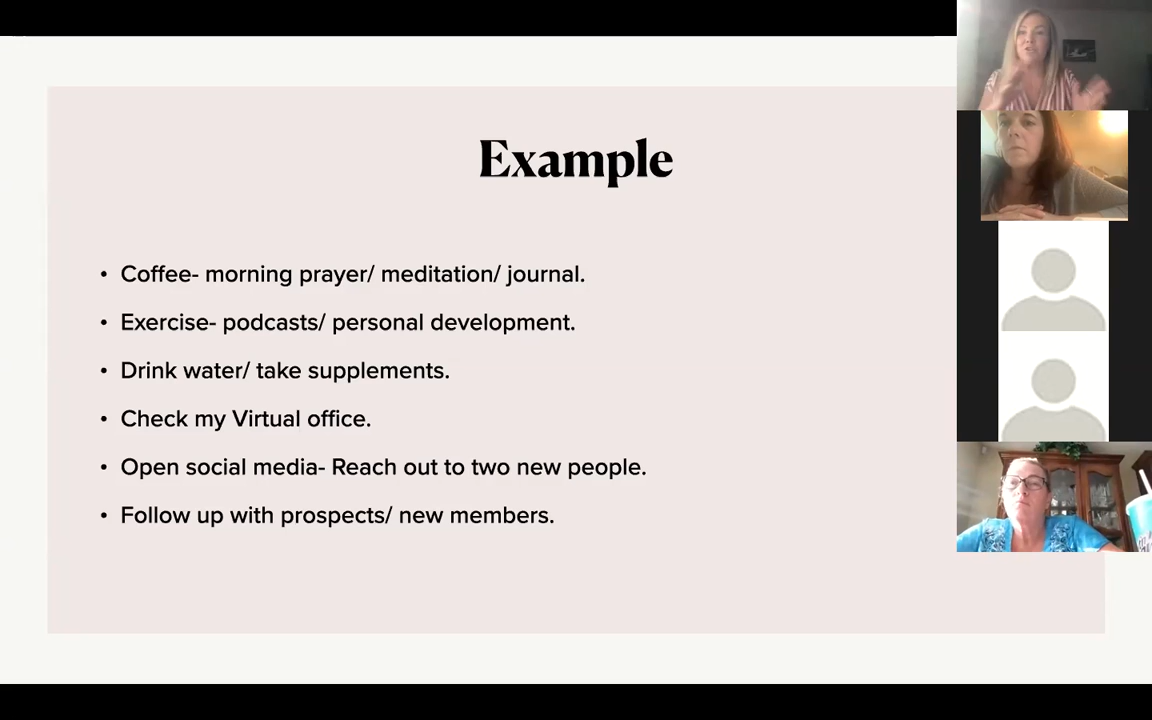 Example
• Coffee- morning prayer/ meditation/ journal.
• Exercise- podcasts/ personal development.
• Drink water/ take supplements.
• Check my Virtual office.
• Open social media- Reach out to two new people.
• Follow up with prospects/ new members.